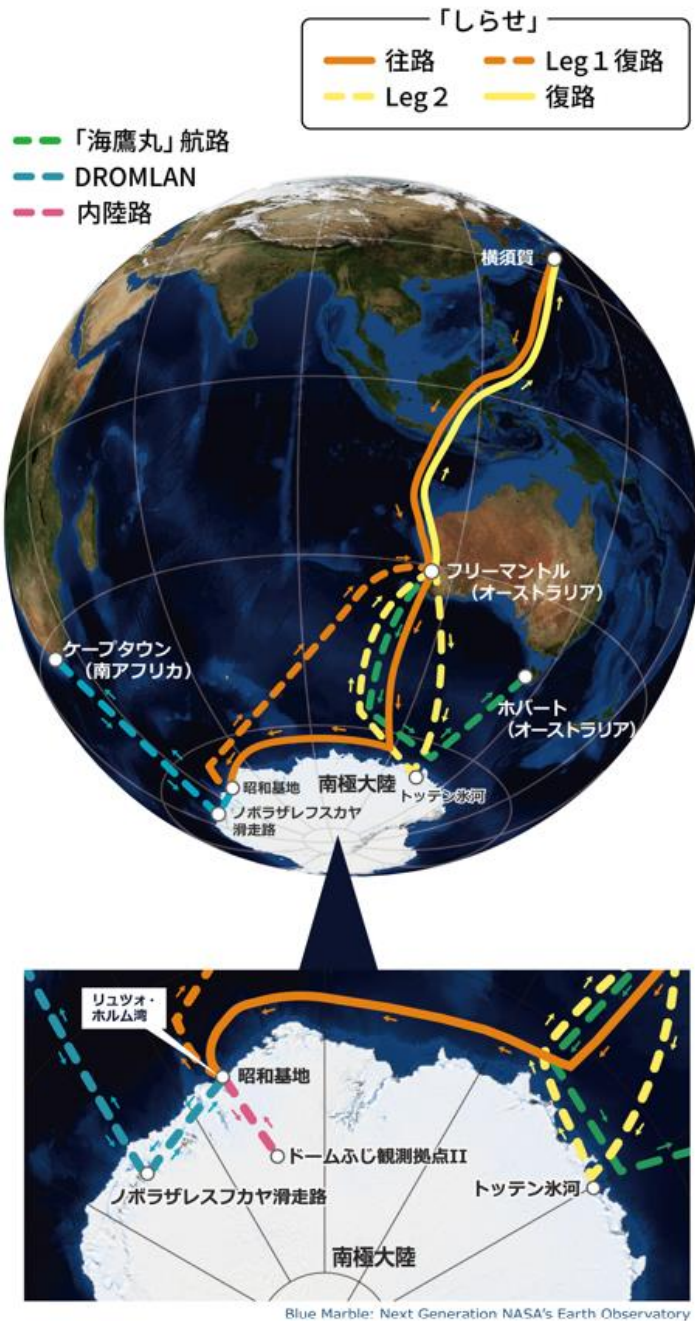 「しらせ」
往路
Leg１復路
Leg２
復路
「海鷹丸」航路
DROMLAN
内陸路
横須賀
フリーマントル
（オーストラリア）
ケープタウン
（南アフリカ）
ホバート
（オーストラリア）
昭和基地
南極大陸
トッテン氷河
ノボラザレフスカヤ
滑走路
リュツォ・
ホルム湾
昭和基地
ドームふじ観測拠点II
ノボラザレスフカヤ滑走路
トッテン氷河
南極大陸
Blue Marble: Next Generation NASA's Earth Observatory